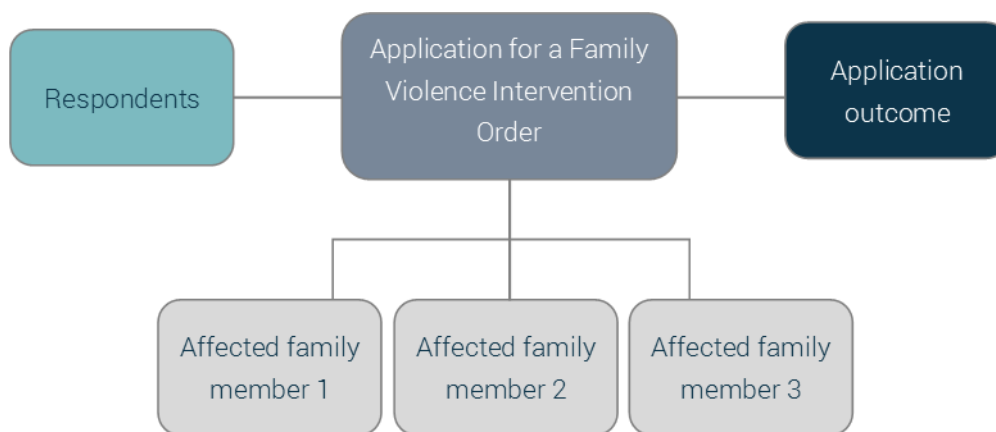 Respondents
Application for a Family
Violence Intervention
Order
Application
outcome
Affected family
member 1
Affected family
member 2
Affected family
member 3